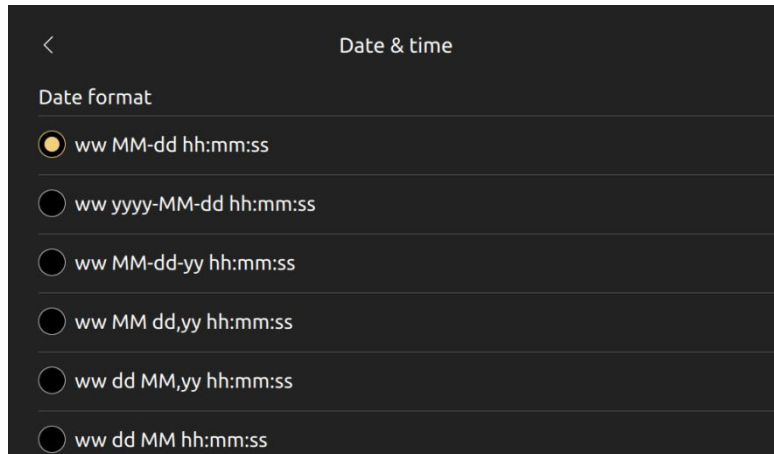 Date & time
Date format
ww MM-dd hh:mm:ss
ww yyyy-MM-dd hh:mm:ss
ww MM-dd-yy hh:mm:ss
ww MM dd,yy hh:mm:ss
ww dd MM,yy hh:mm:ss
ww dd MM hh:mm:ss